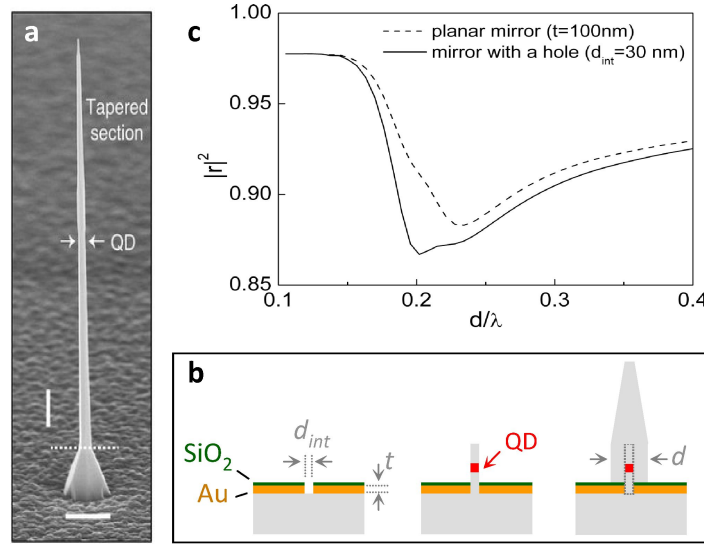 a
Tapered
section
QD
c
planar mirror (t=100nm)
mirror with a hole (d_int=30 nm)
1.00
0.95
0.90
0.85
|r|²
0.1
0.2
0.3
0.4
d/λ
b
d_int
t
SiO₂
Au
QD
d